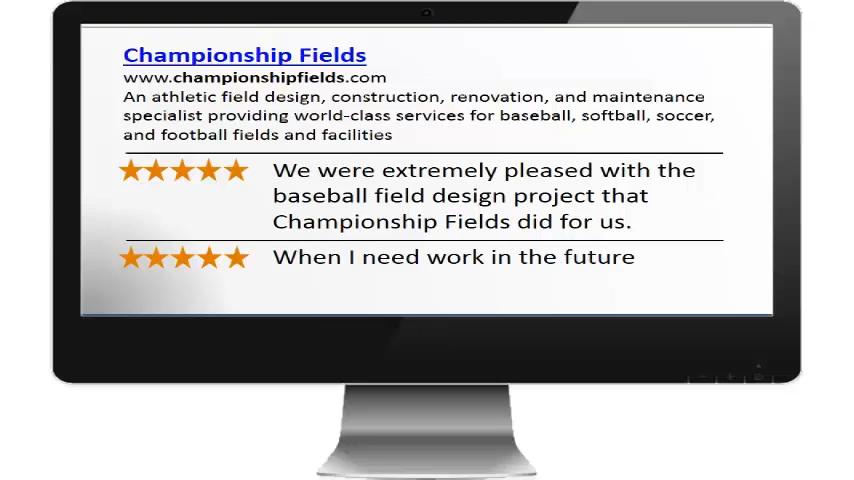 Championship Fields
www.championshipfields.com
An athletic field design, construction, renovation, and maintenance
specialist providing world-class services for baseball, softball, soccer,
and football fields and facilities
We were extremely pleased with the
baseball field design project that
Championship Fields did for us.
When I need work in the future